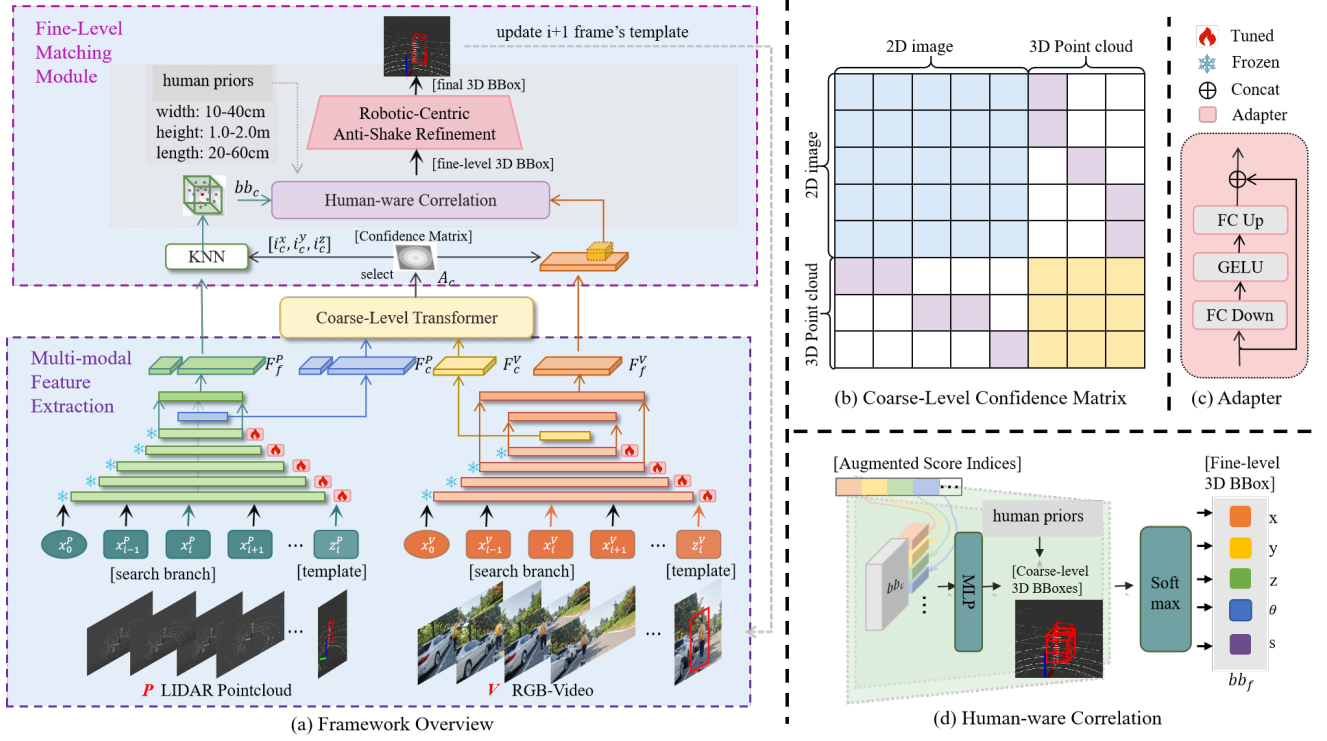 Fine-Level
Matching
Module
update i+1 frame's template
human priors
width: 10-40cm
height: 1.0-2.0m
length: 20-60cm
[final 3D BBox]
Robotic-Centric
Anti-Shake Refinement
[fine-level 3D BBox]
bb_c
Human-ware Correlation
KNN
[i_c^x, i_c^y, i_c^z]
[Confidence Matrix]
select
A_c
Coarse-Level Transformer
Multi-modal
Feature
Extraction
F_f^P
F_c^P
F_c^V
F_f^V
x_0^P
x_{i-1}^P
x_i^P
x_{i+1}^P
...
z_i^P
x_0^V
x_{i-1}^V
x_i^V
x_{i+1}^V
...
z_i^V
[search branch]
[template]
[search branch]
[template]
...
...
P LIDAR Pointcloud
V RGB-Video
(a) Framework Overview
2D image
3D Point cloud
2D image
3D Point cloud
(b) Coarse-Level Confidence Matrix
Tuned
Frozen
Concat
Adapter
FC Up
GELU
FC Down
(c) Adapter
[Augmented Score Indices]
...
human priors
bb_c
...
MLP
[Coarse-level
3D BBoxes]
Soft
max
[Fine-level
3D BBox]
x
y
z
θ
s
bb_f
(d) Human-ware Correlation